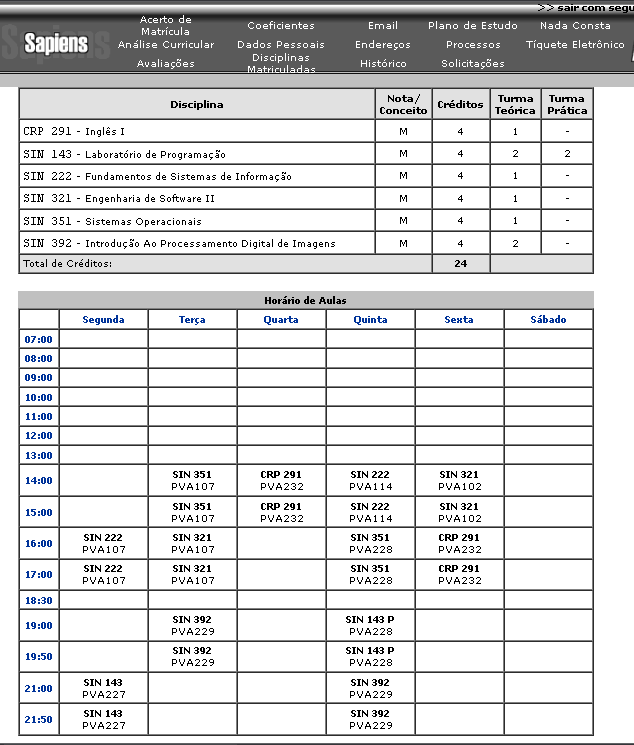 >> sair com segu
Sapiens
Acerto de Matrícula
Coeficientes
Email
Plano de Estudo
Nada Consta
Análise Curricular
Dados Pessoais
Endereços
Processos
Tíquete Eletrônico
Avaliações
Disciplinas Matriculadas
Histórico
Solicitações
Disciplina Nota/Conceito Créditos Turma Teórica Turma Prática
CRP 291 - Inglês I M 4 1 -
SIN 143 - Laboratório de Programação M 4 2 2
SIN 222 - Fundamentos de Sistemas de Informação M 4 1 -
SIN 321 - Engenharia de Software II M 4 1 -
SIN 351 - Sistemas Operacionais M 4 1 -
SIN 392 - Introdução Ao Processamento Digital de Imagens M 4 2 -
Total de Créditos: 24
Horário de Aulas
Segunda Terça Quarta Quinta Sexta Sábado
07:00
08:00
09:00
10:00
11:00
12:00
13:00
14:00 SIN 351 PVA107 CRP 291 PVA232 SIN 222 PVA114 SIN 321 PVA102
15:00 SIN 351 PVA107 CRP 291 PVA232 SIN 222 PVA114 SIN 321 PVA102
16:00 SIN 222 PVA107 SIN 321 PVA107 SIN 351 PVA228 CRP 291 PVA232
17:00 SIN 222 PVA107 SIN 321 PVA107 SIN 351 PVA228 CRP 291 PVA232
18:30
19:00 SIN 392 PVA229 SIN 143 P PVA228
19:50 SIN 392 PVA229 SIN 143 P PVA228
21:00 SIN 143 PVA227 SIN 392 PVA229
21:50 SIN 143 PVA227 SIN 392 PVA229